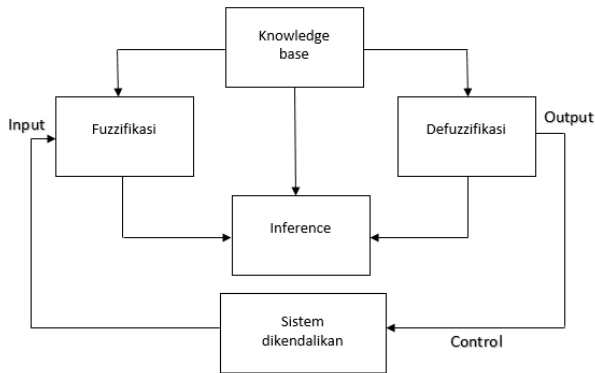 Knowledge
base
Input
Fuzzifikasi
Defuzzifikasi
Output
Inference
Sistem
dikendalikan
Control